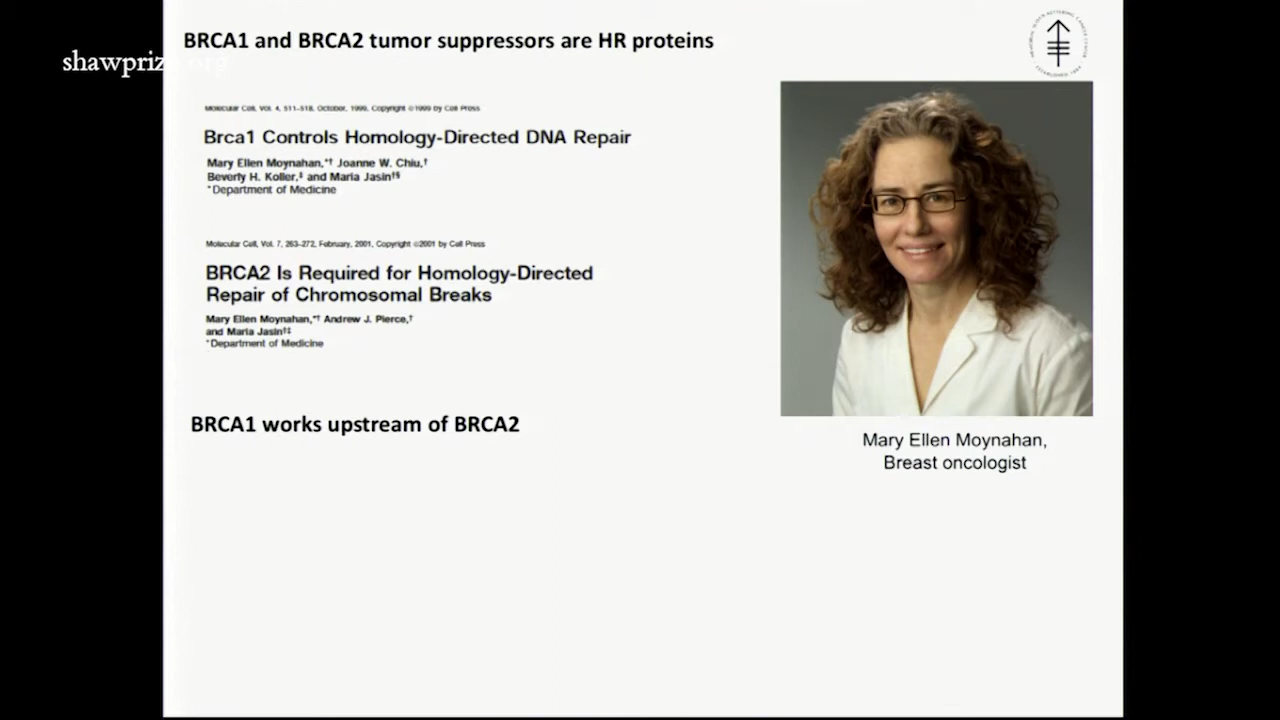 BRCA1 and BRCA2 tumor suppressors are HR proteins
shawprize.org
Molecular Cell, Vol. 4, 511–518, October, 1999, Copyright ©1999 by Cell Press
Brca1 Controls Homology-Directed DNA Repair
Mary Ellen Moynahan,*† Joanne W. Chiu,†
Beverly H. Koller,‡ and Maria Jasin†§
*Department of Medicine
Molecular Cell, Vol. 7, 263–272, February, 2001, Copyright ©2001 by Cell Press
BRCA2 Is Required for Homology-Directed
Repair of Chromosomal Breaks
Mary Ellen Moynahan,*† Andrew J. Pierce,†
and Maria Jasin†‡
*Department of Medicine
BRCA1 works upstream of BRCA2
Mary Ellen Moynahan,
Breast oncologist